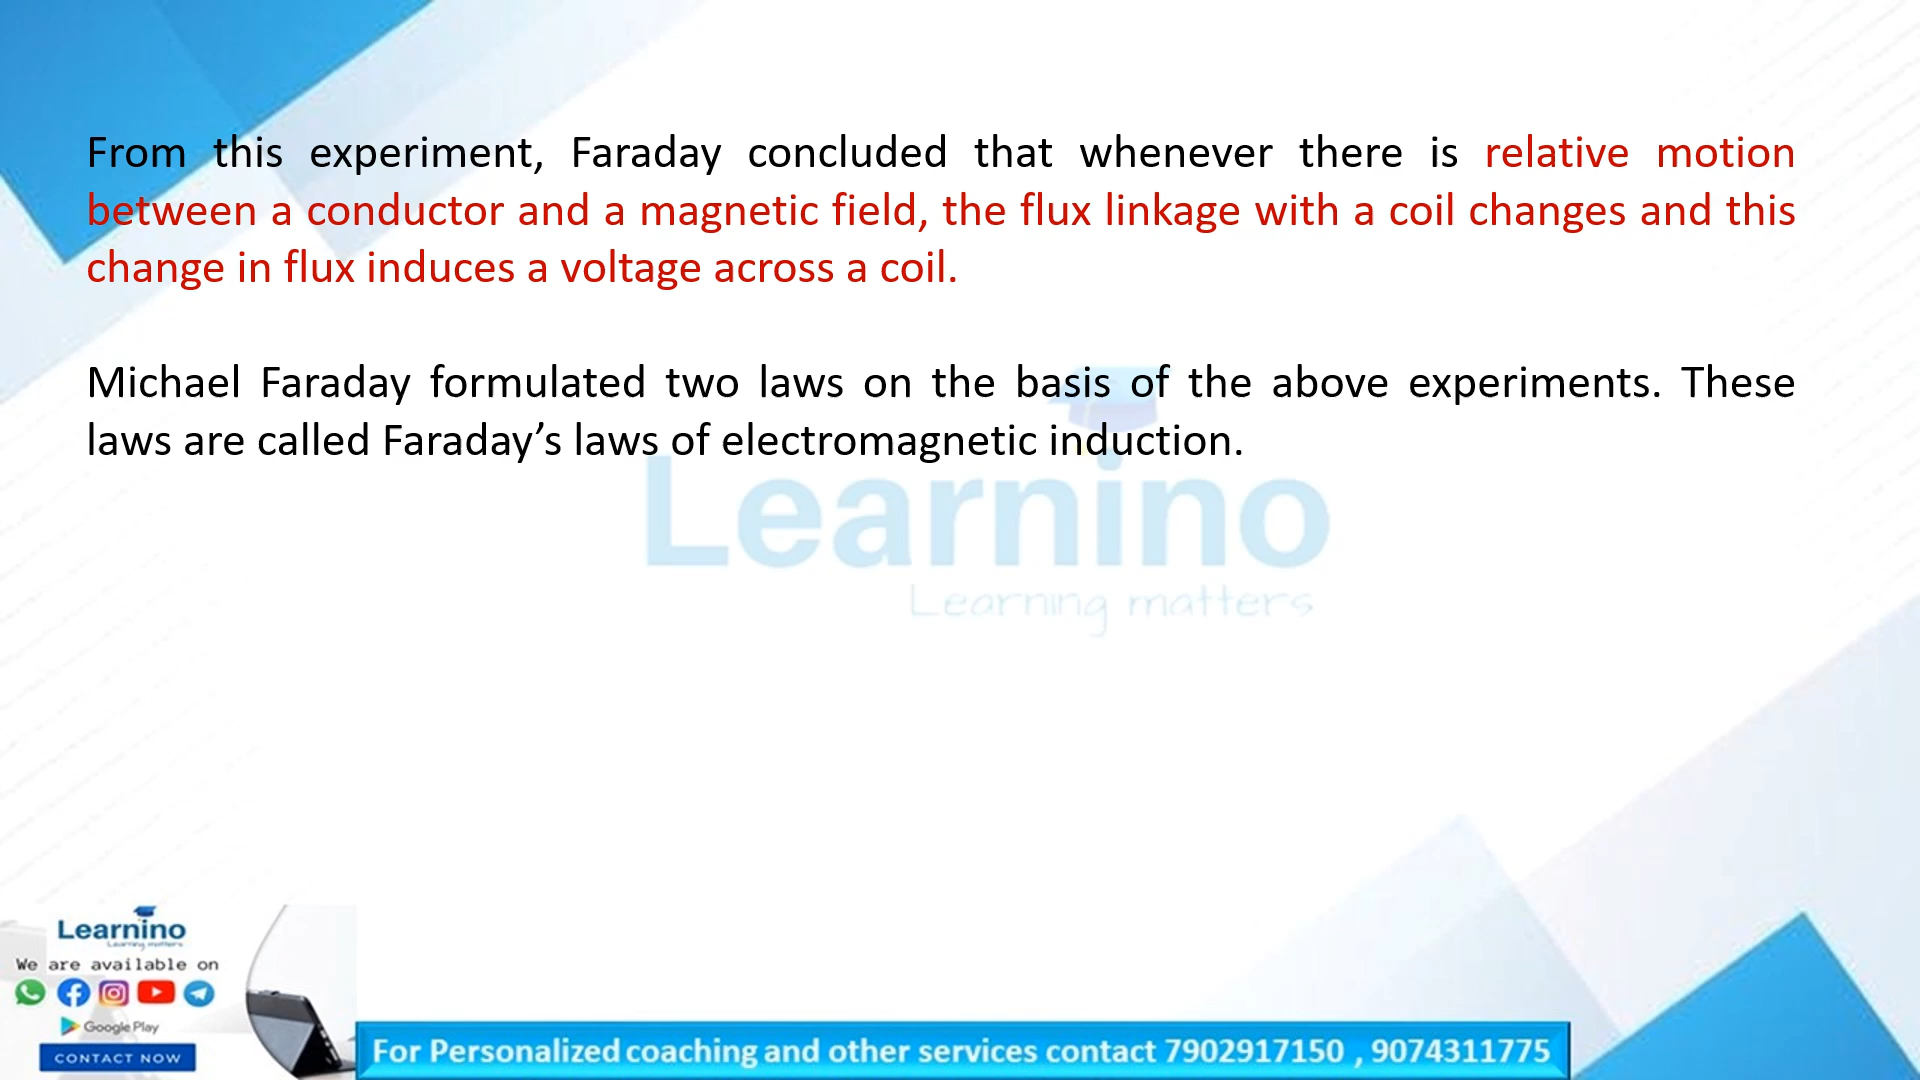 From this experiment, Faraday concluded that whenever there is relative motion
between a conductor and a magnetic field, the flux linkage with a coil changes and this
change in flux induces a voltage across a coil.
Michael Faraday formulated two laws on the basis of the above experiments. These
laws are called Faraday’s laws of electromagnetic induction.
Learnino
Learning matters
Learnino
Learning matters
We are available on
Google Play
CONTACT NOW
For Personalized coaching and other services contact 7902917150 , 9074311775